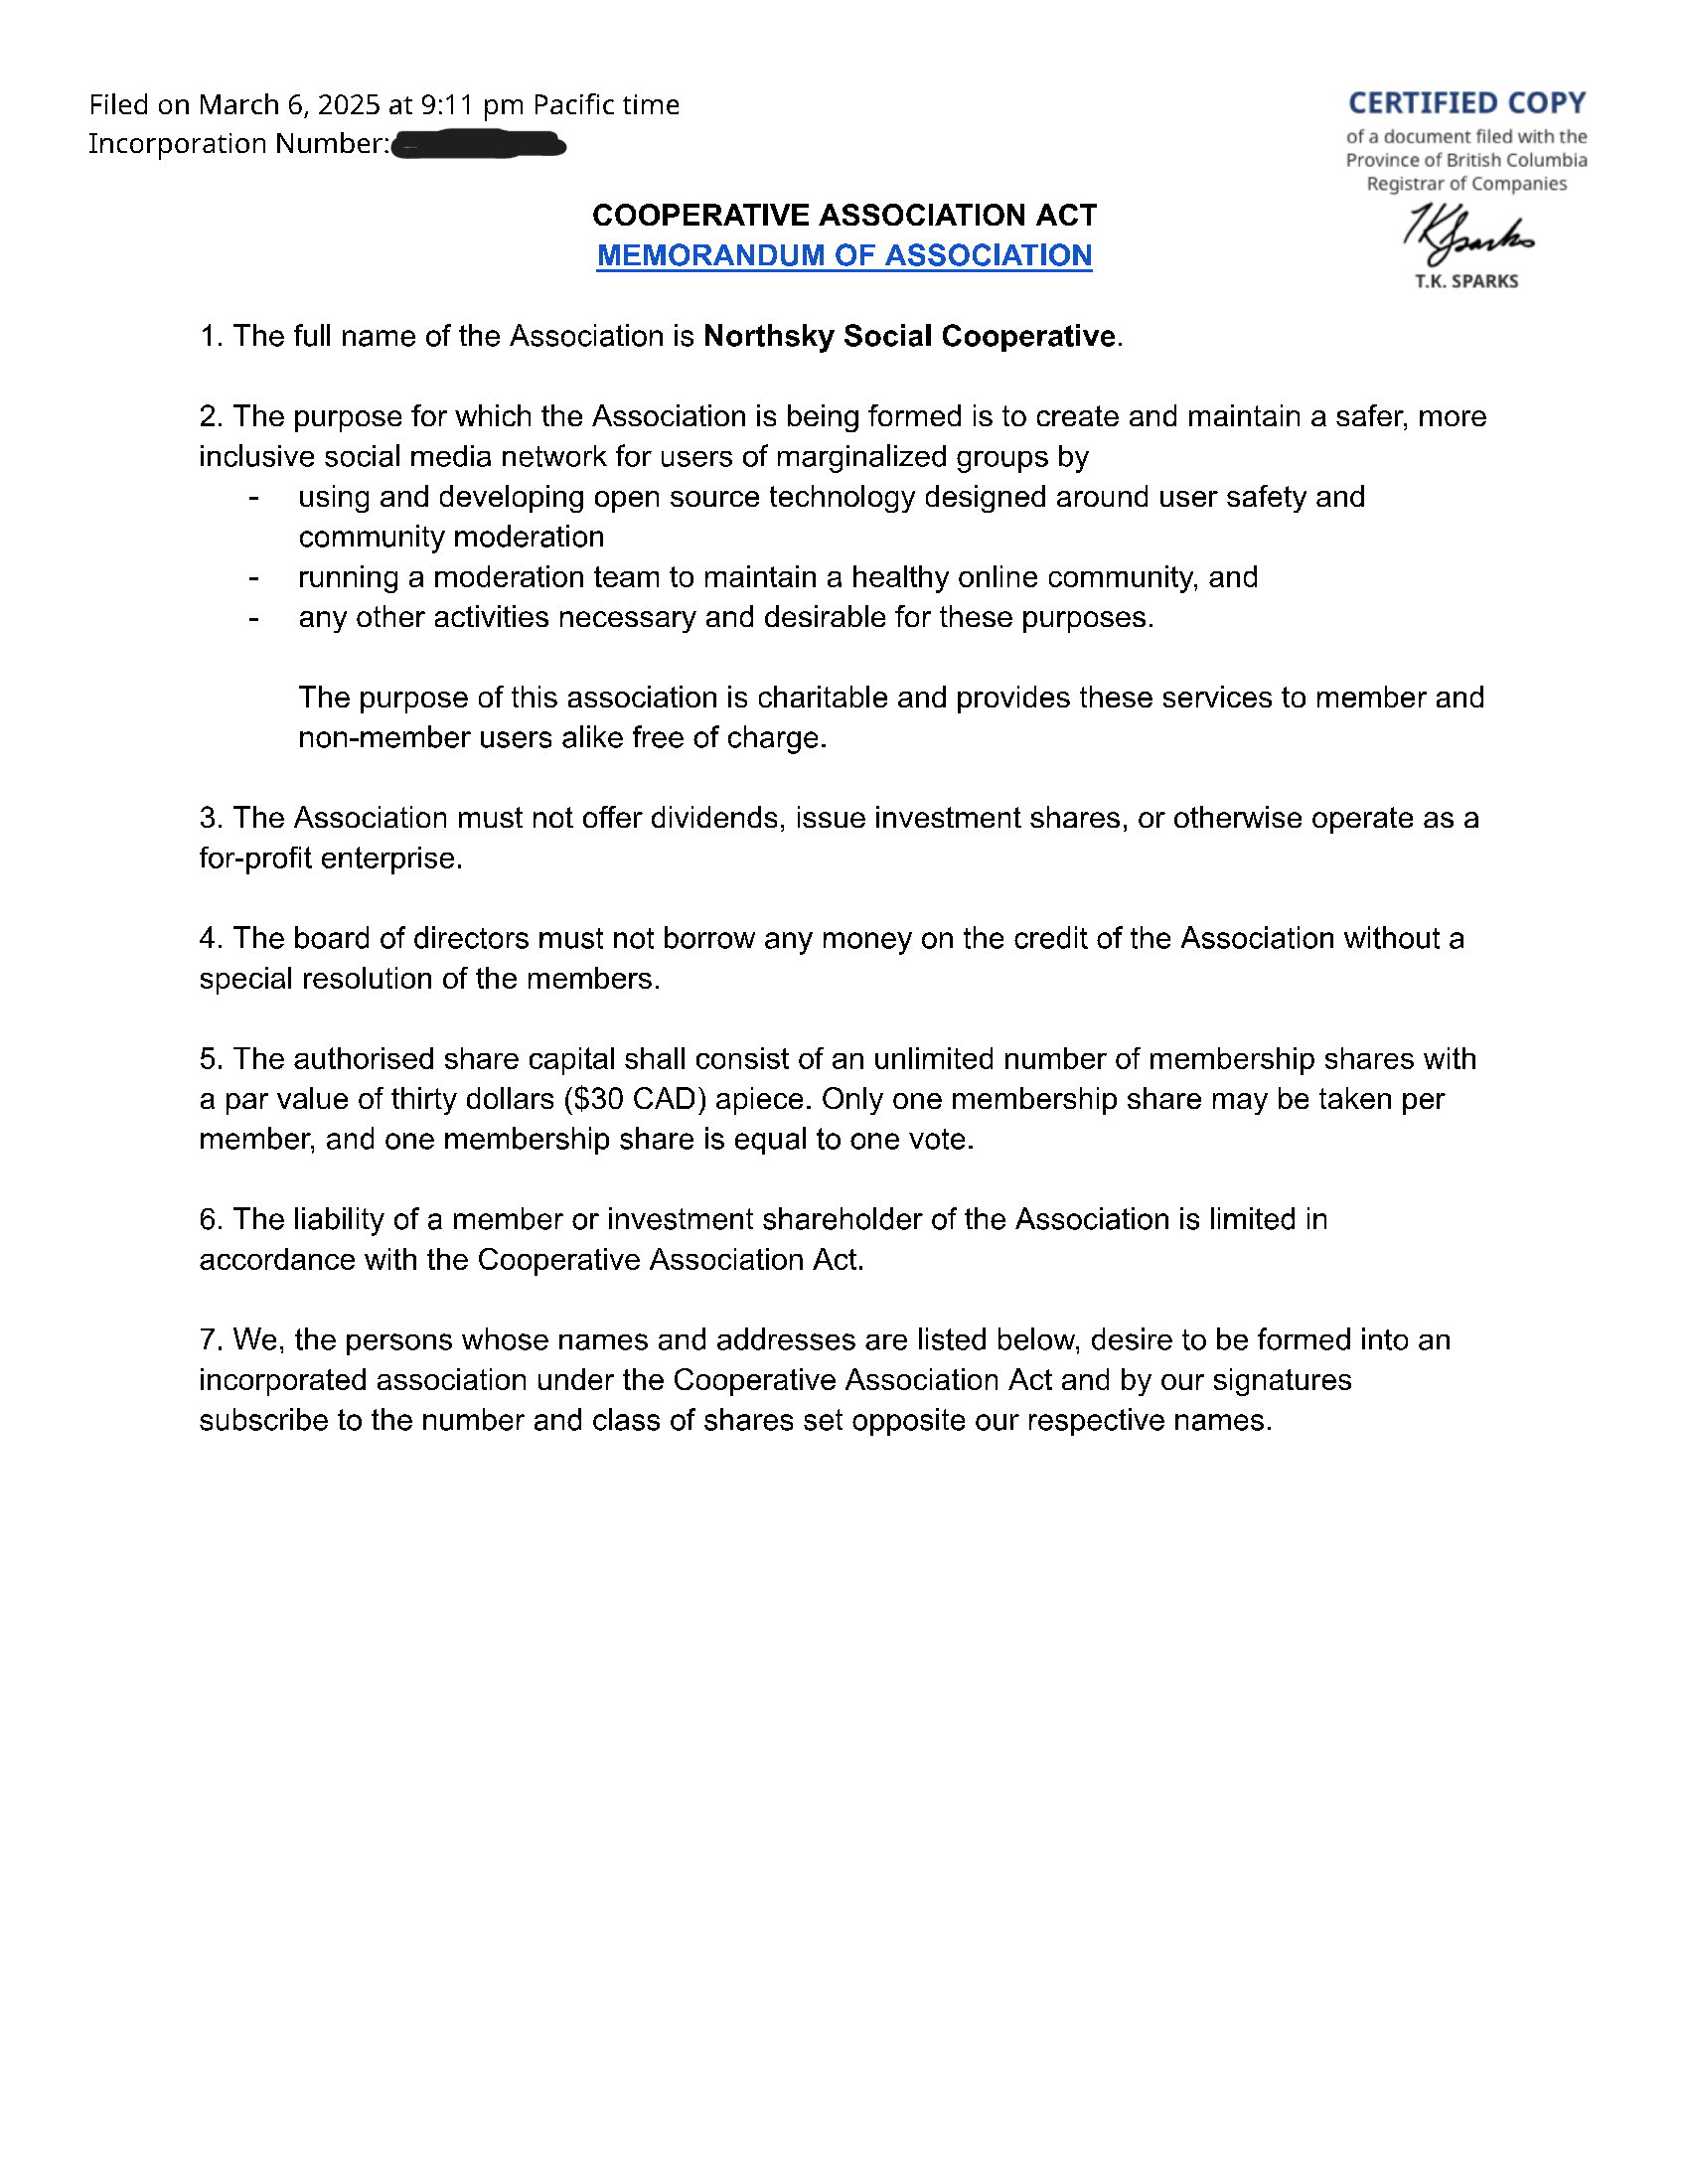 Filed on March 6, 2025 at 9:11 pm Pacific time
Incorporation Number:
CERTIFIED COPY
of a document filed with the
Province of British Columbia
Registrar of Companies
TKSparks
T.K. SPARKS
COOPERATIVE ASSOCIATION ACT
MEMORANDUM OF ASSOCIATION
1. The full name of the Association is Northsky Social Cooperative.
2. The purpose for which the Association is being formed is to create and maintain a safer, more
inclusive social media network for users of marginalized groups by
- using and developing open source technology designed around user safety and
community moderation
- running a moderation team to maintain a healthy online community, and
- any other activities necessary and desirable for these purposes.
The purpose of this association is charitable and provides these services to member and
non-member users alike free of charge.
3. The Association must not offer dividends, issue investment shares, or otherwise operate as a
for-profit enterprise.
4. The board of directors must not borrow any money on the credit of the Association without a
special resolution of the members.
5. The authorised share capital shall consist of an unlimited number of membership shares with
a par value of thirty dollars ($30 CAD) apiece. Only one membership share may be taken per
member, and one membership share is equal to one vote.
6. The liability of a member or investment shareholder of the Association is limited in
accordance with the Cooperative Association Act.
7. We, the persons whose names and addresses are listed below, desire to be formed into an
incorporated association under the Cooperative Association Act and by our signatures
subscribe to the number and class of shares set opposite our respective names.